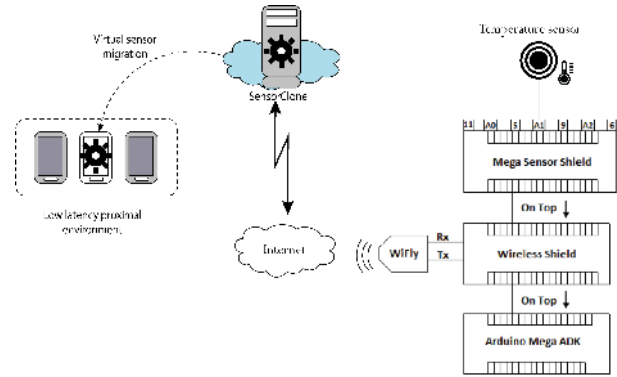 Virtual sensor
migration
SensorClone
Low latency proximal
environment
Internet
Temperature sensor
11 A0 5 A1 9 A2 6
Mega Sensor Shield
On Top
WiFly
Rx
Tx
Wireless Shield
On Top
Arduino Mega ADK